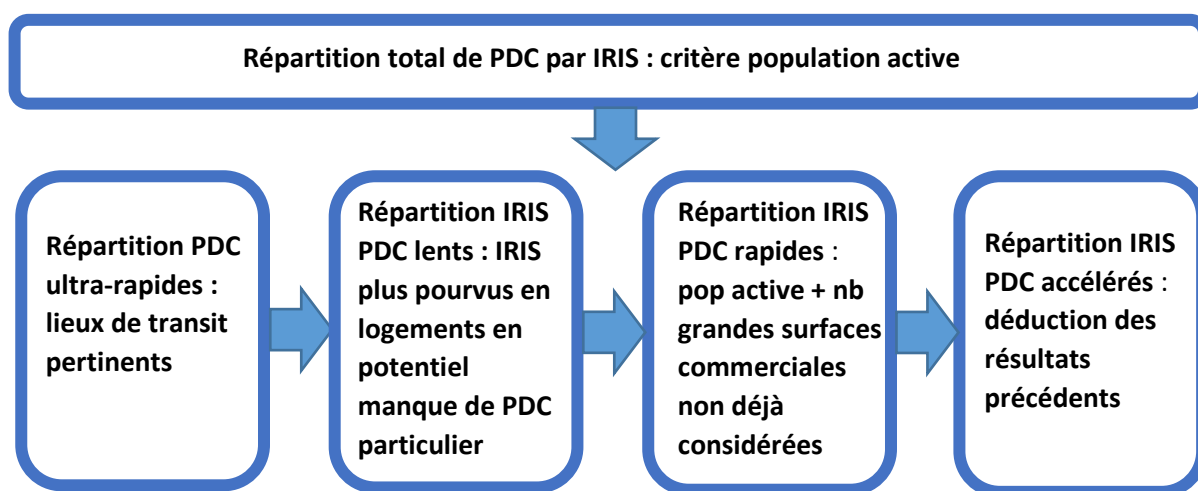 Répartition total de PDC par IRIS : critère population active
Répartition PDC
ultra-rapides :
lieux de transit
pertinents
Répartition IRIS
PDC lents : IRIS
plus pourvus en
logements en
potentiel
manque de PDC
particulier
Répartition IRIS
PDC rapides :
pop active + nb
grandes surfaces
commerciales
non déjà
considérées
Répartition IRIS
PDC accélérés :
déduction des
résultats
précédents